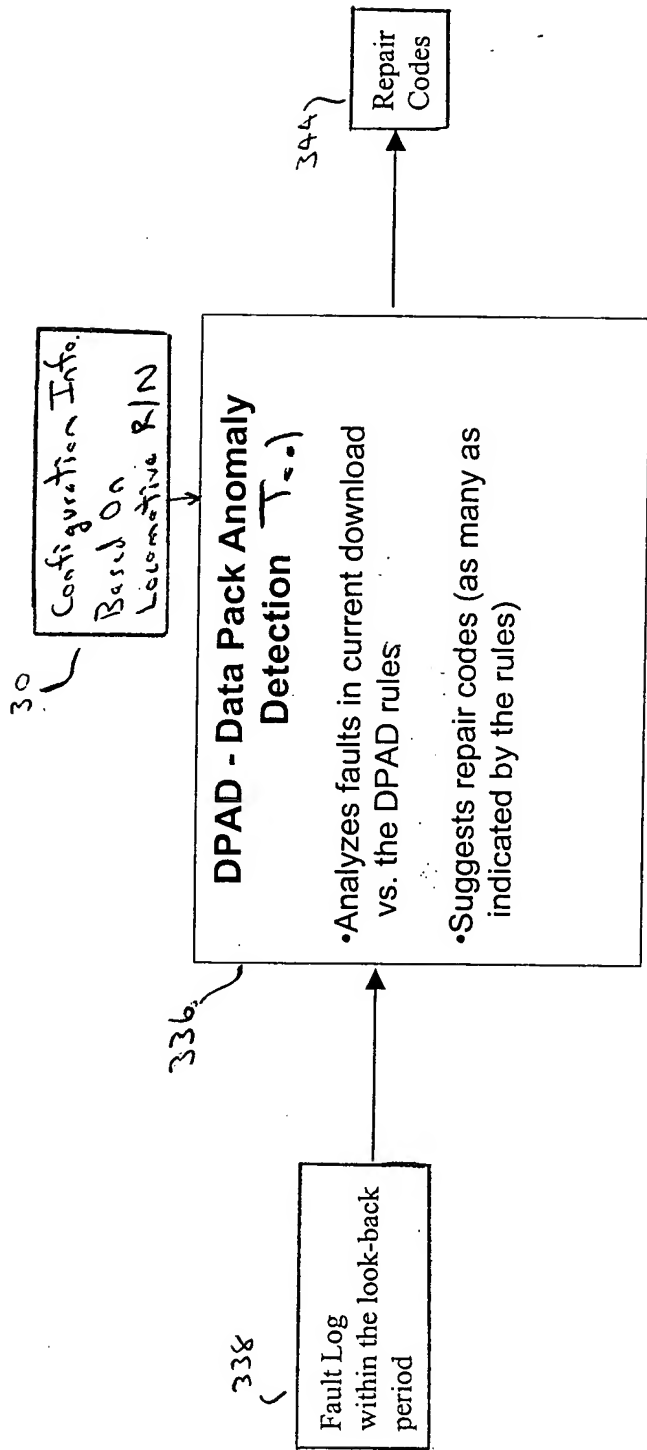 30
Configuration Info.
Based On
Locomotive R/N
336
DPAD - Data Pack Anomaly
Detection Tool
•Analyzes faults in current download
vs. the DPAD rules
•Suggests repair codes (as many as
indicated by the rules)
338
Fault Log
within the look-back
period
344
Repair
Codes